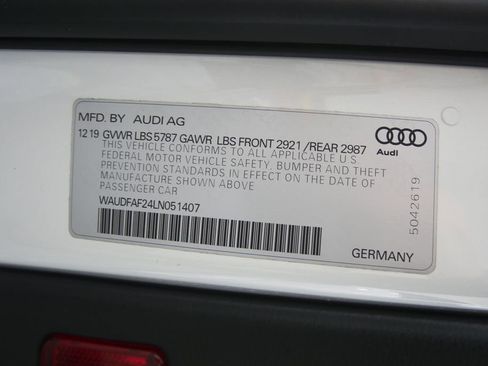 MFD. BY AUDI AG
12 19 GVWR LBS 5787 GAWR LBS FRONT 2921 /REAR 2987
THIS VEHICLE CONFORMS TO ALL APPLICABLE U S
FEDERAL MOTOR VEHICLE SAFETY, BUMPER AND THEFT
PREVENTION STANDARDS IN EFFECT ON THE DATE OF
MANUFACTURE SHOWN ABOVE
PASSENGER CAR
WAUDFAF24LN051407
Audi
5042619
GERMANY